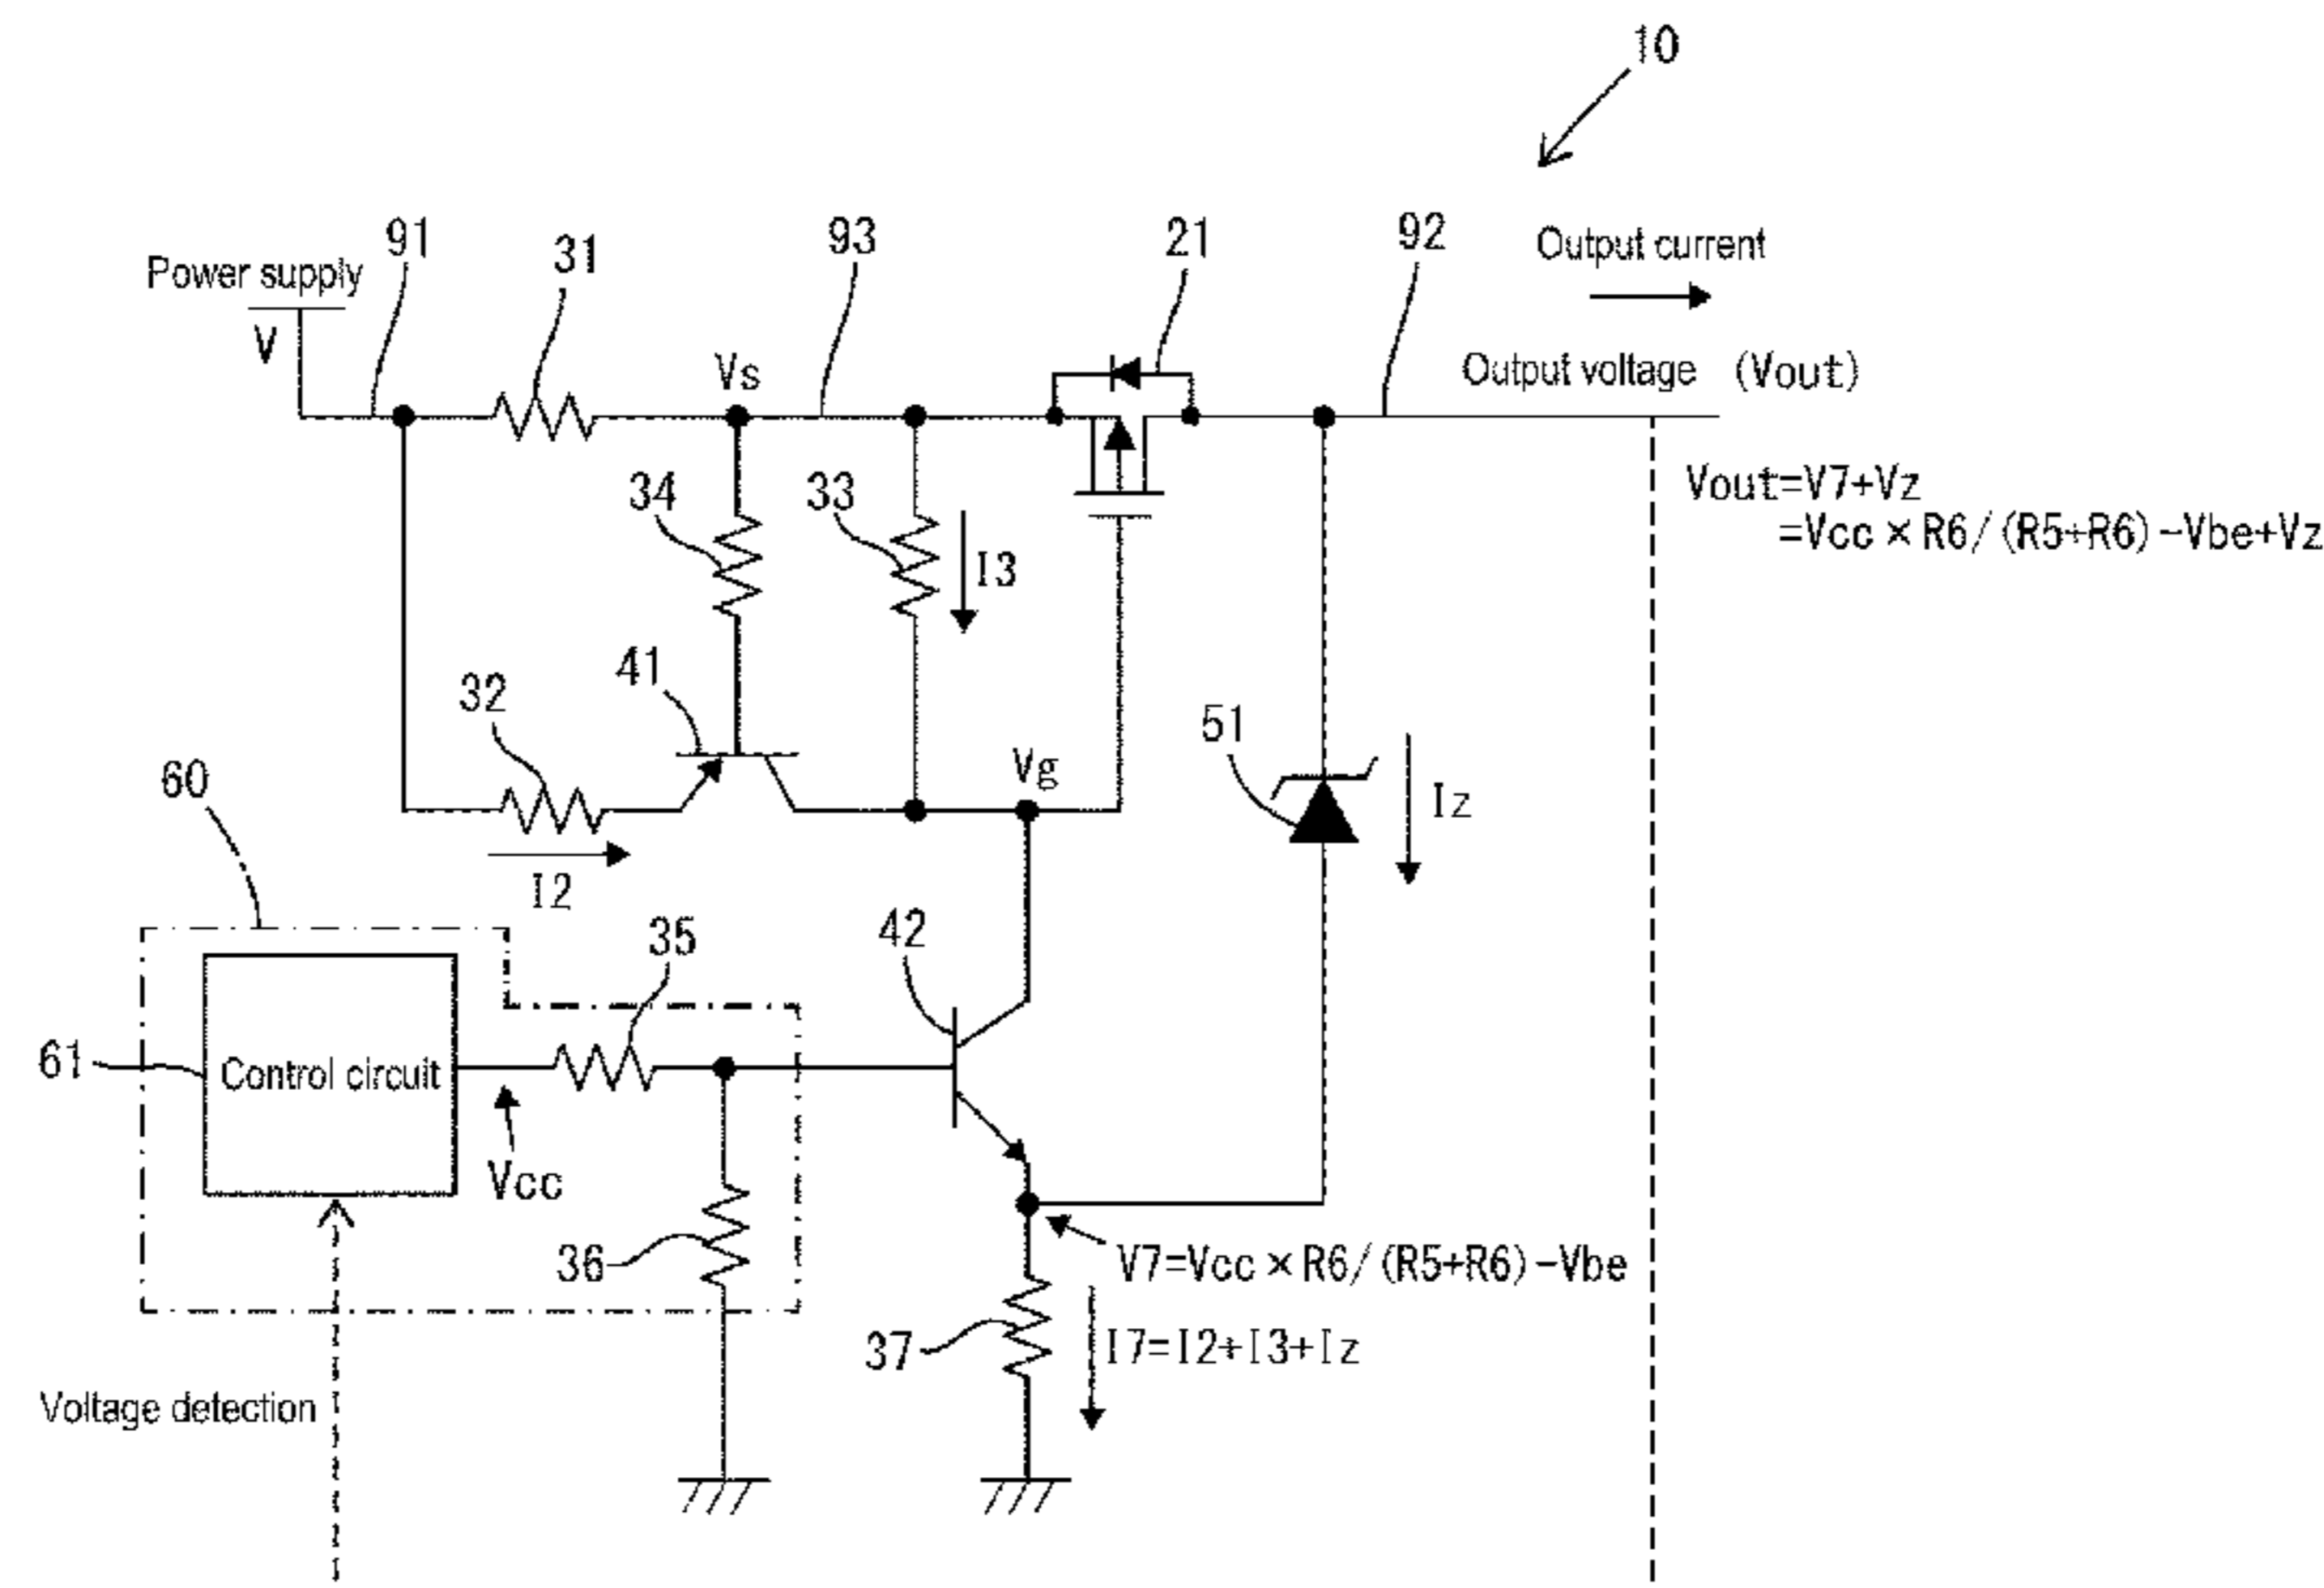 10
91
31
93
21
92
Output current
Power supply
V
Vs
Output voltage (Vout)
34
33
I3
Vout=V7+Vz
=Vcc×R6/(R5+R6)-Vbe+Vz
32
41
Vg
51
Iz
60
I2
35
42
61
Control circuit
Vcc
36
V7=Vcc×R6/(R5+R6)-Vbe
37
I7=I2+I3+Iz
Voltage detection